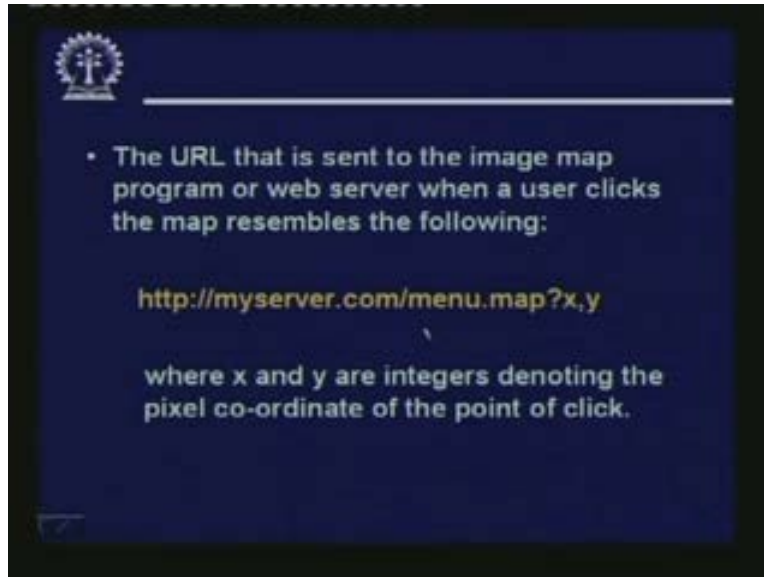 • The URL that is sent to the image map
program or web server when a user clicks
the map resembles the following:
http://myserver.com/menu.map?x,y
where x and y are integers denoting the
pixel co-ordinate of the point of click.